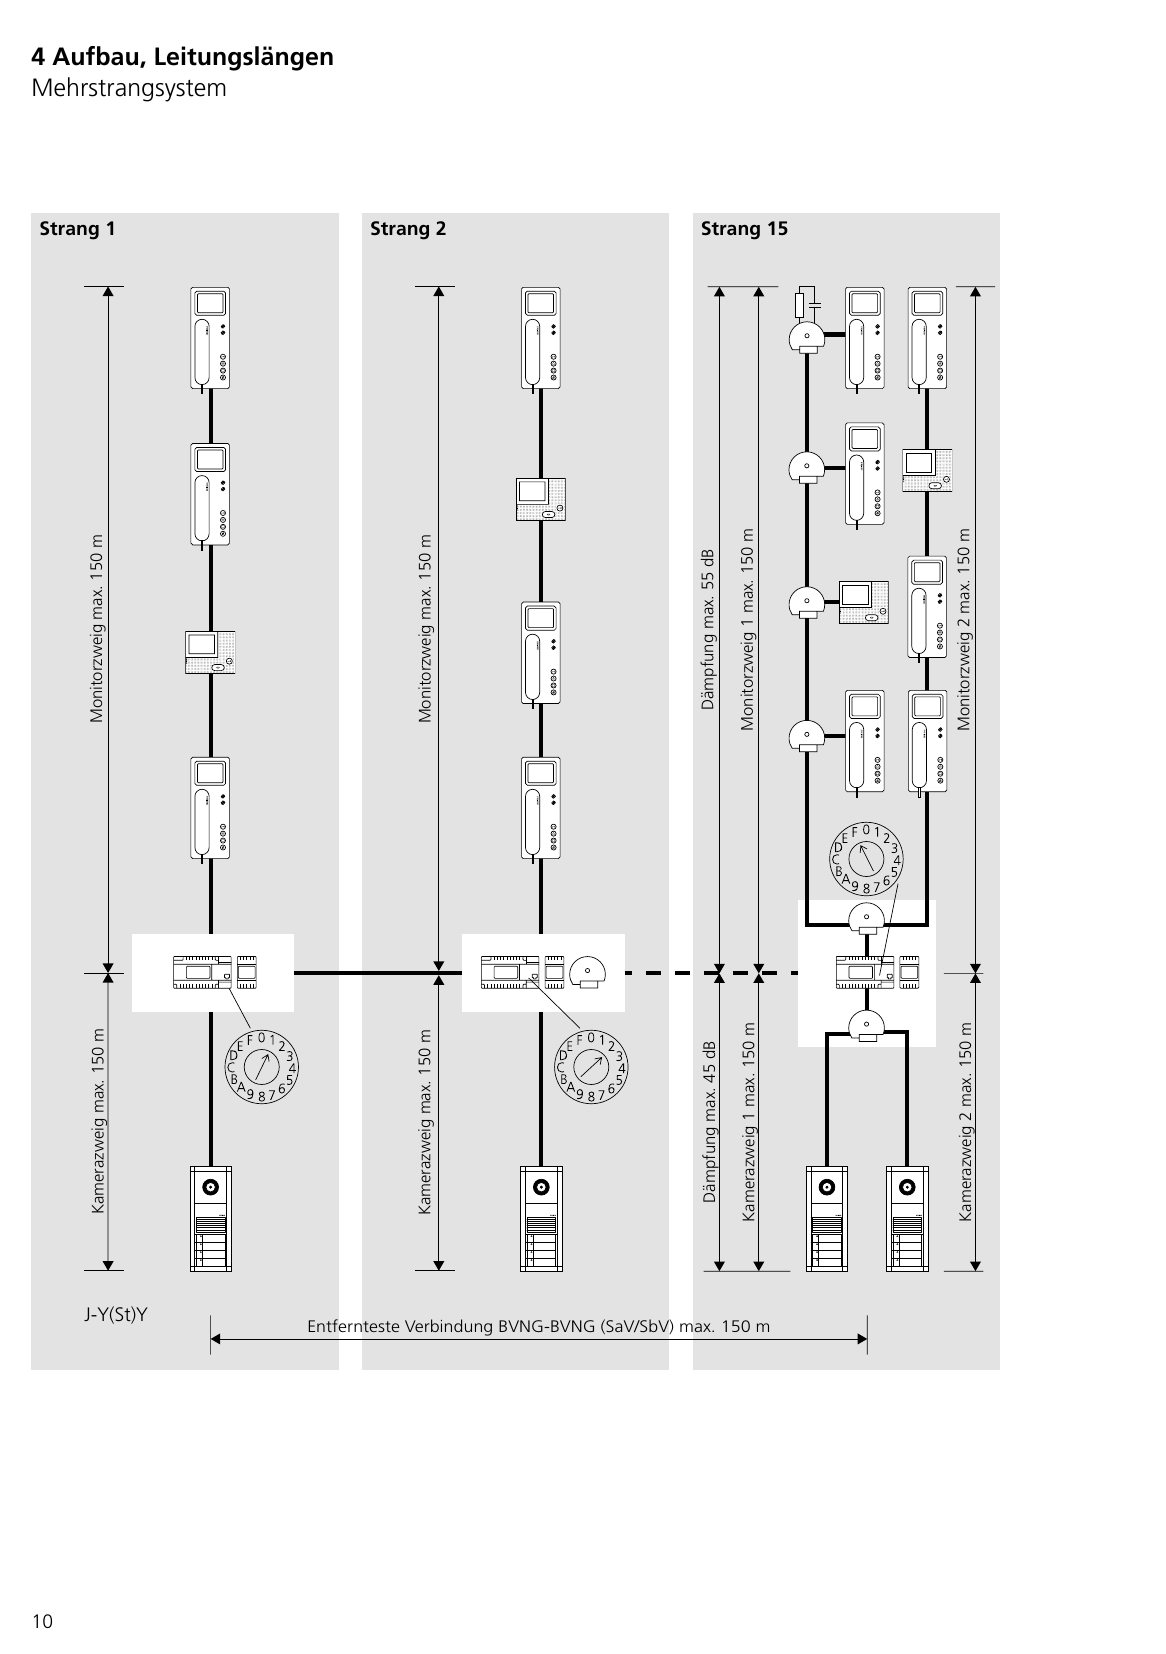 4 Aufbau, Leitungslängen
Mehrstrangsystem
Strang 1
Strang 2
Strang 15
Monitorzweig max. 150 m
Kamerazweig max. 150 m
Monitorzweig max. 150 m
Kamerazweig max. 150 m
Dämpfung max. 55 dB
Monitorzweig 1 max. 150 m
Monitorzweig 2 max. 150 m
Dämpfung max. 45 dB
Kamerazweig 1 max. 150 m
Kamerazweig 2 max. 150 m
0 1 2 3 4 5 6 7 8 9 A B C D E F
0 1 2 3 4 5 6 7 8 9 A B C D E F
0 1 2 3 4 5 6 7 8 9 A B C D E F
J-Y(St)Y
Entfernteste Verbindung BVNG-BVNG (SaV/SbV) max. 150 m
10